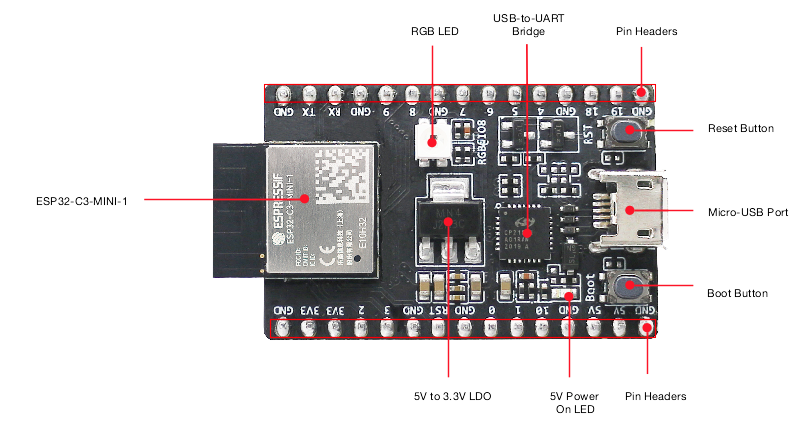 USB-to-UART
Bridge
RGB LED
Pin Headers
GND TX RX GND 9 8 GND 7 6 5 4 GND 18 19 GND
RST
Reset Button
RGB@IO8
ESP32-C3-MINI-1
ESPRESSIF
ESP32-C3-MINI-1
Micro-USB Port
CE
Boot
Boot Button
GND 3V3 3V3 2 3 GND RST GND 0 1 10 GND 5V 5V GND
5V to 3.3V LDO
5V Power
On LED
Pin Headers